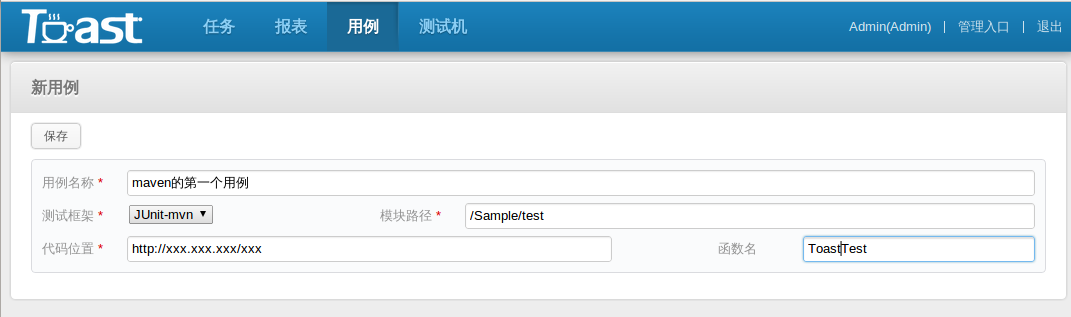 Toast 任务 报表 用例 测试机 Admin(Admin) | 管理入口 | 退出
新用例
保存
用例名称 * maven的第一个用例
测试框架 * JUnit-mvn 模块路径 * /Sample/test
代码位置 * http://xxx.xxx.xxx/xxx 函数名 ToastTest